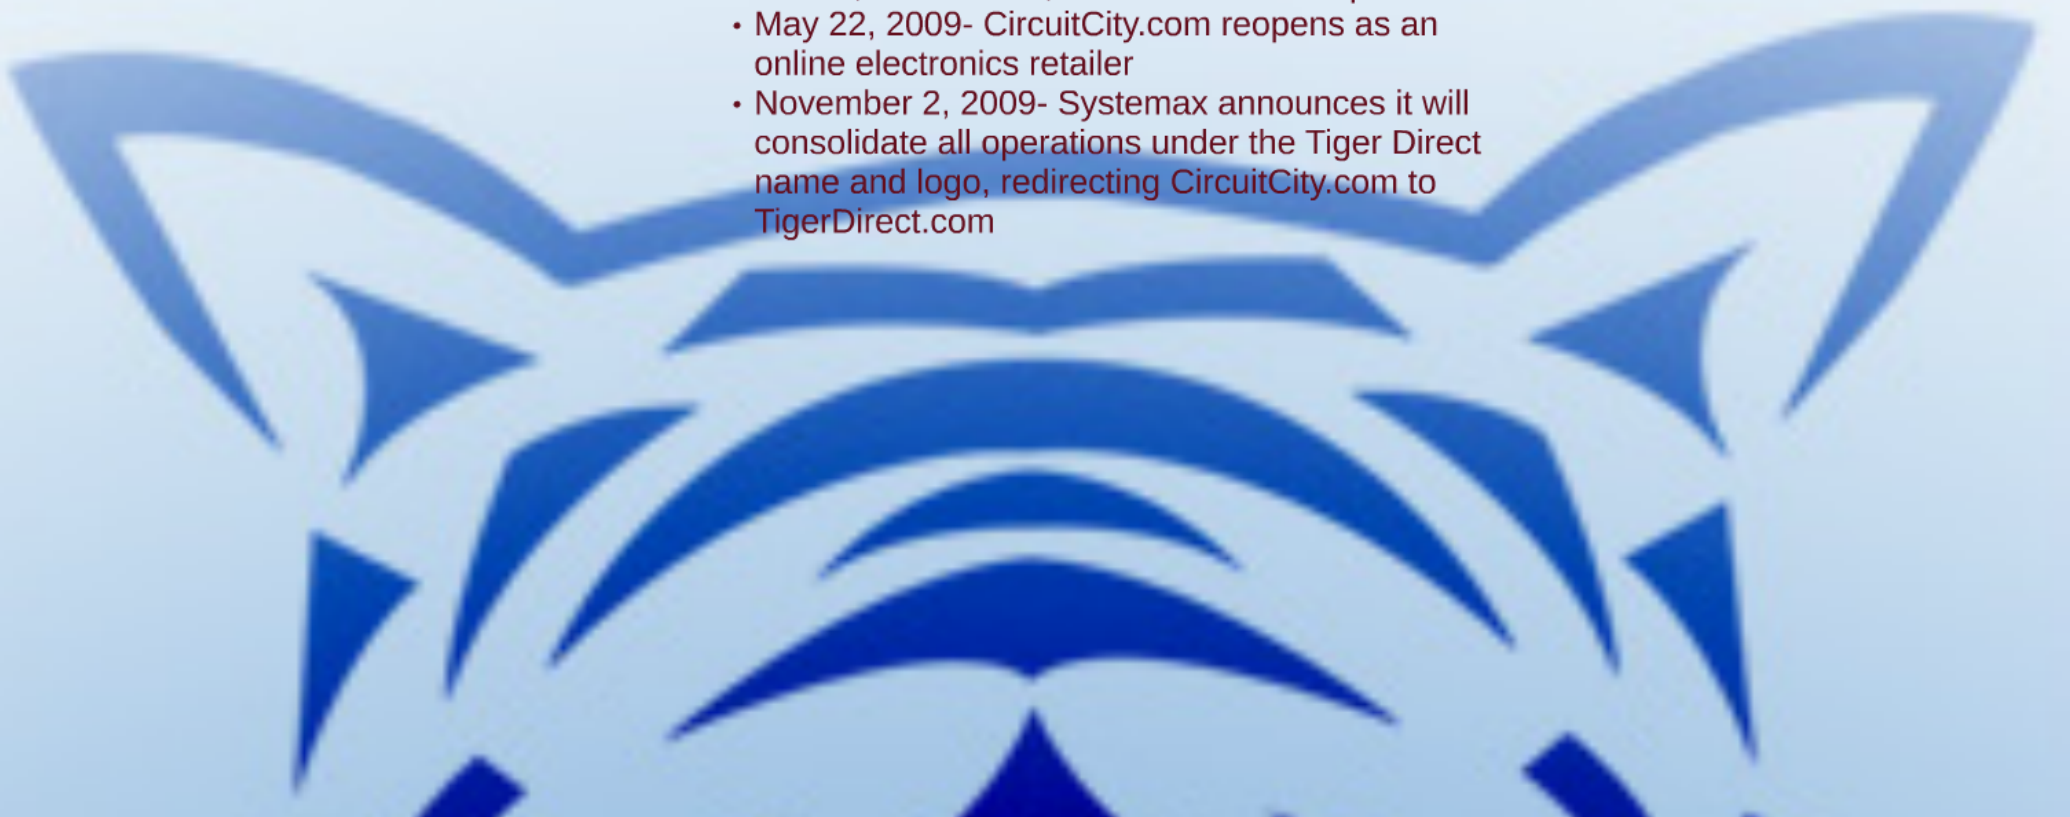 • May 22, 2009- CircuitCity.com reopens as an
online electronics retailer
• November 2, 2009- Systemax announces it will
consolidate all operations under the Tiger Direct
name and logo, redirecting CircuitCity.com to
TigerDirect.com